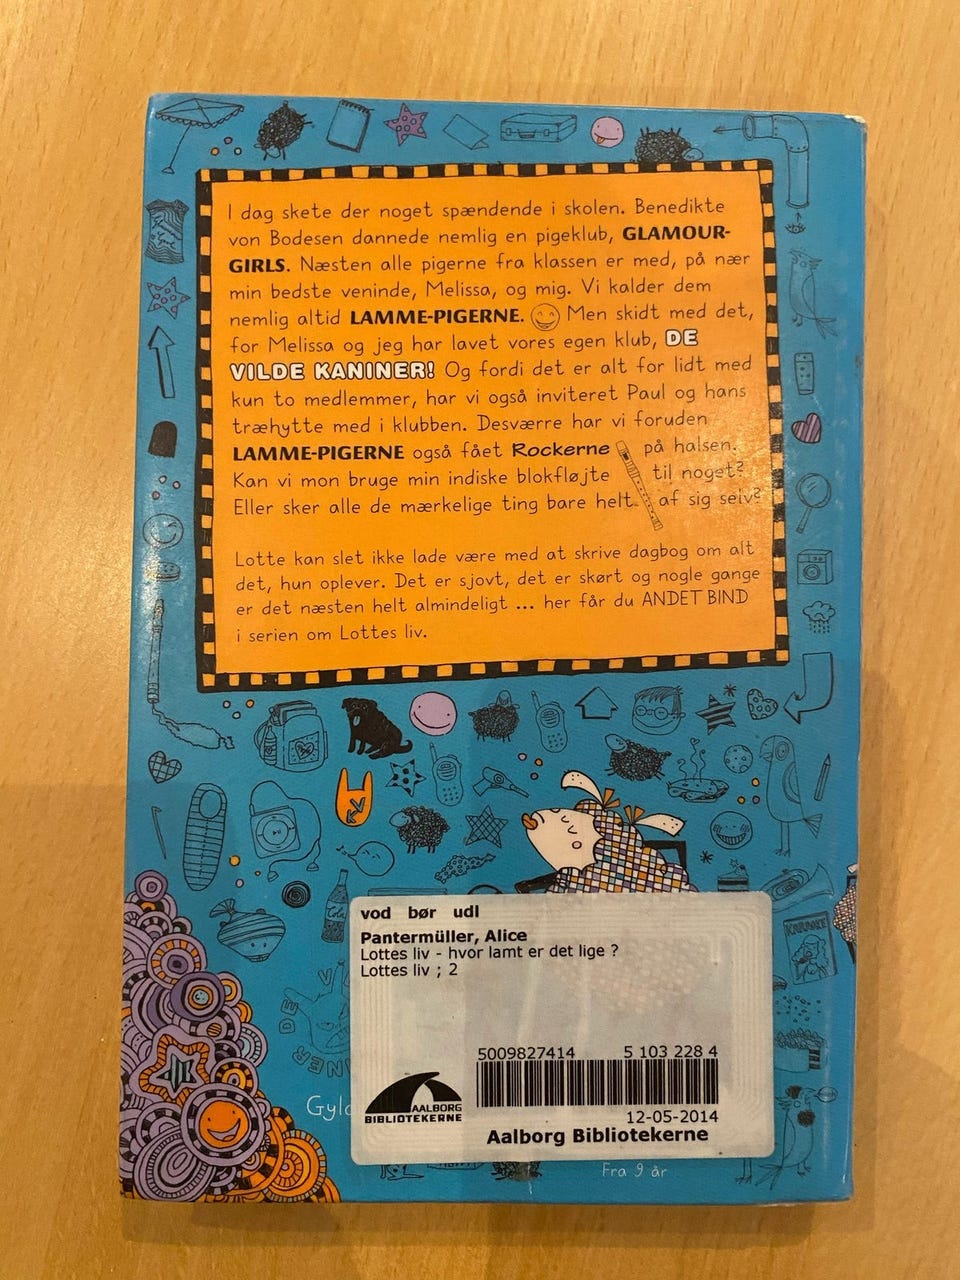 I dag skete der noget spændende i skolen. Benedikte
von Bodesen dannede nemlig en pigeklub, GLAMOUR-
GIRLS. Næsten alle pigerne fra klassen er med, på nær
min bedste veninde, Melissa, og mig. Vi kalder dem
nemlig altid LAMME-PIGERNE. Men skidt med det,
for Melissa og jeg har lavet vores egen klub, DE
VILDE KANINER! Og fordi det er alt for lidt med
kun to medlemmer, har vi også inviteret Paul og hans
træhytte med i klubben. Desværre har vi foruden
LAMME-PIGERNE også fået Rockerne på halsen.
Kan vi mon bruge min indiske blokfløjte til noget?
Eller sker alle de mærkelige ting bare helt af sig selv?
Lotte kan slet ikke lade være med at skrive dagbog om alt
det, hun oplever. Det er sjovt, det er skørt og nogle gange
er det næsten helt almindeligt ... her får du ANDET BIND
i serien om Lottes liv.
Cola
KARAOKE
vod bør udl
Pantermüller, Alice
Lottes liv - hvor lamt er det lige ?
Lottes liv ; 2
5009827414 5 103 228 4
AALBORG
BIBLIOTEKERNE
12-05-2014
Aalborg Bibliotekerne
Fra 9 år